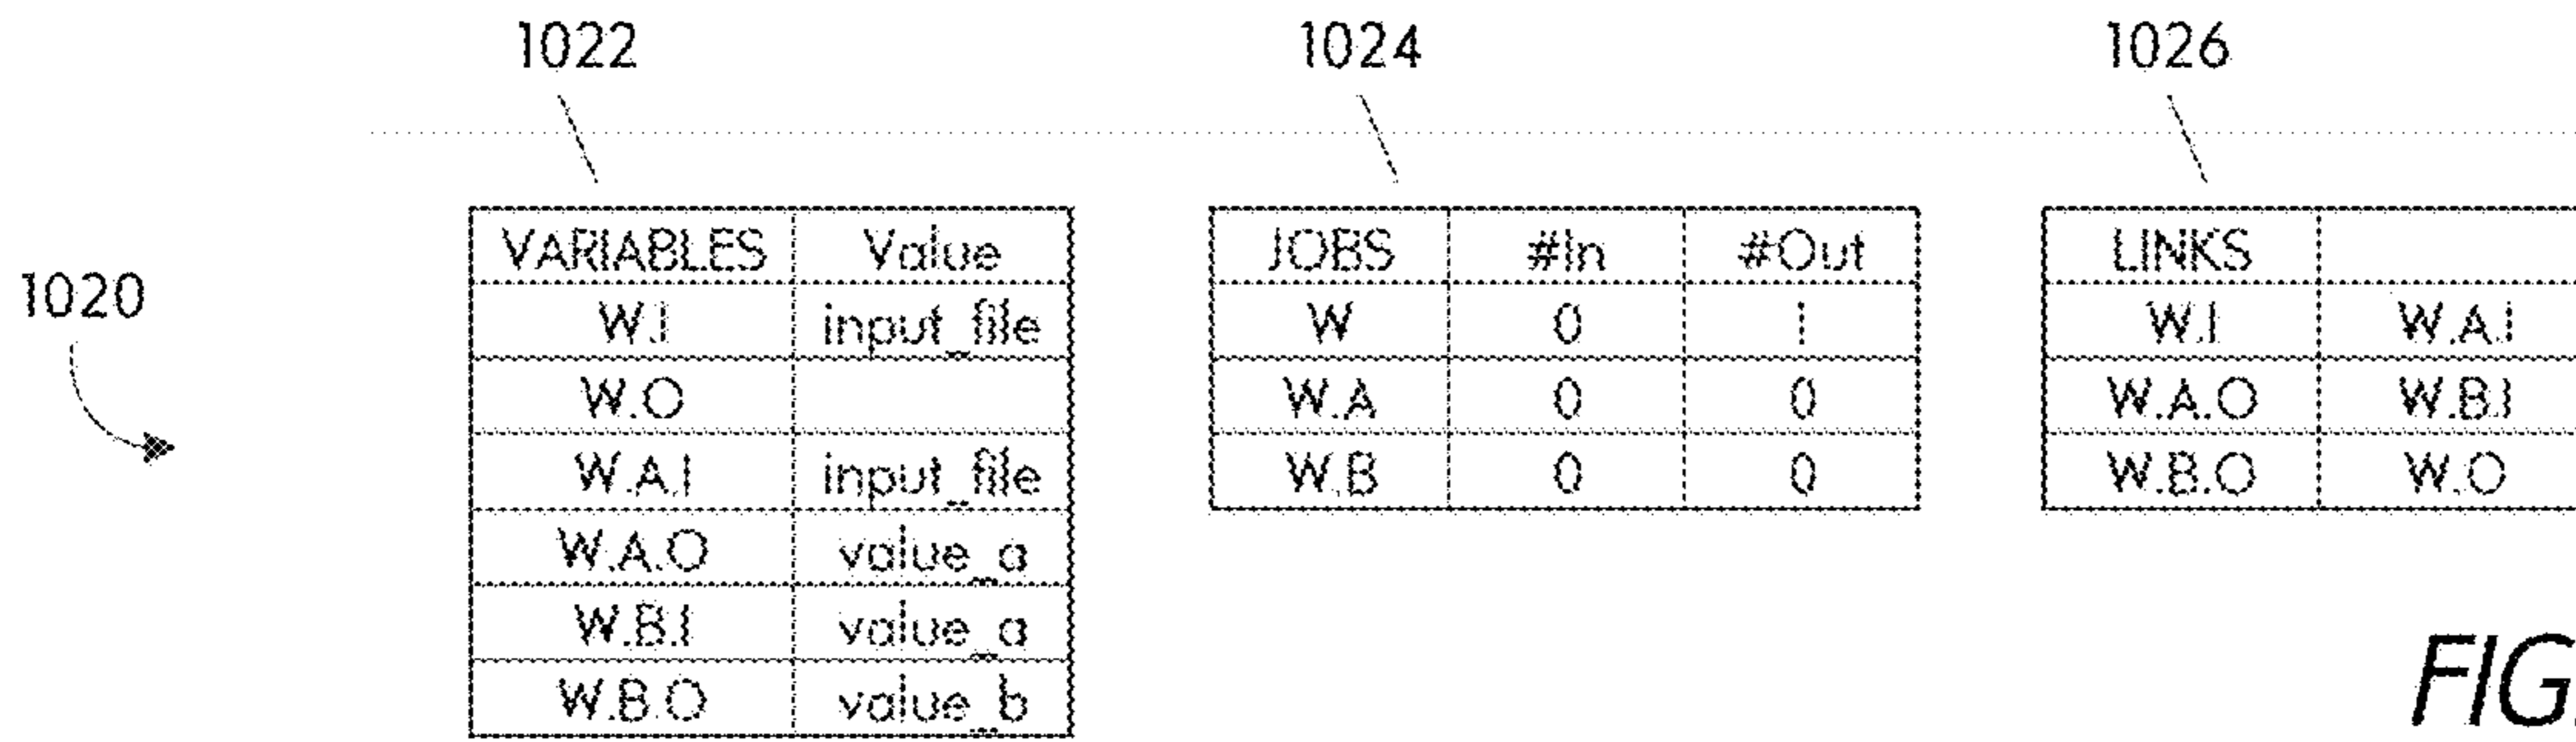 1022 1024 1026
1020
VARIABLES Value
W.I input_file
W.O
W.A.I input_file
W.A.O value_a
W.B.I value_a
W.B.O value_b
JOBS #In #Out
W 0 1
W.A 0 0
W.B 0 0
LINKS
W.I W.A.I
W.A.O W.B.I
W.B.O W.O
FIG.